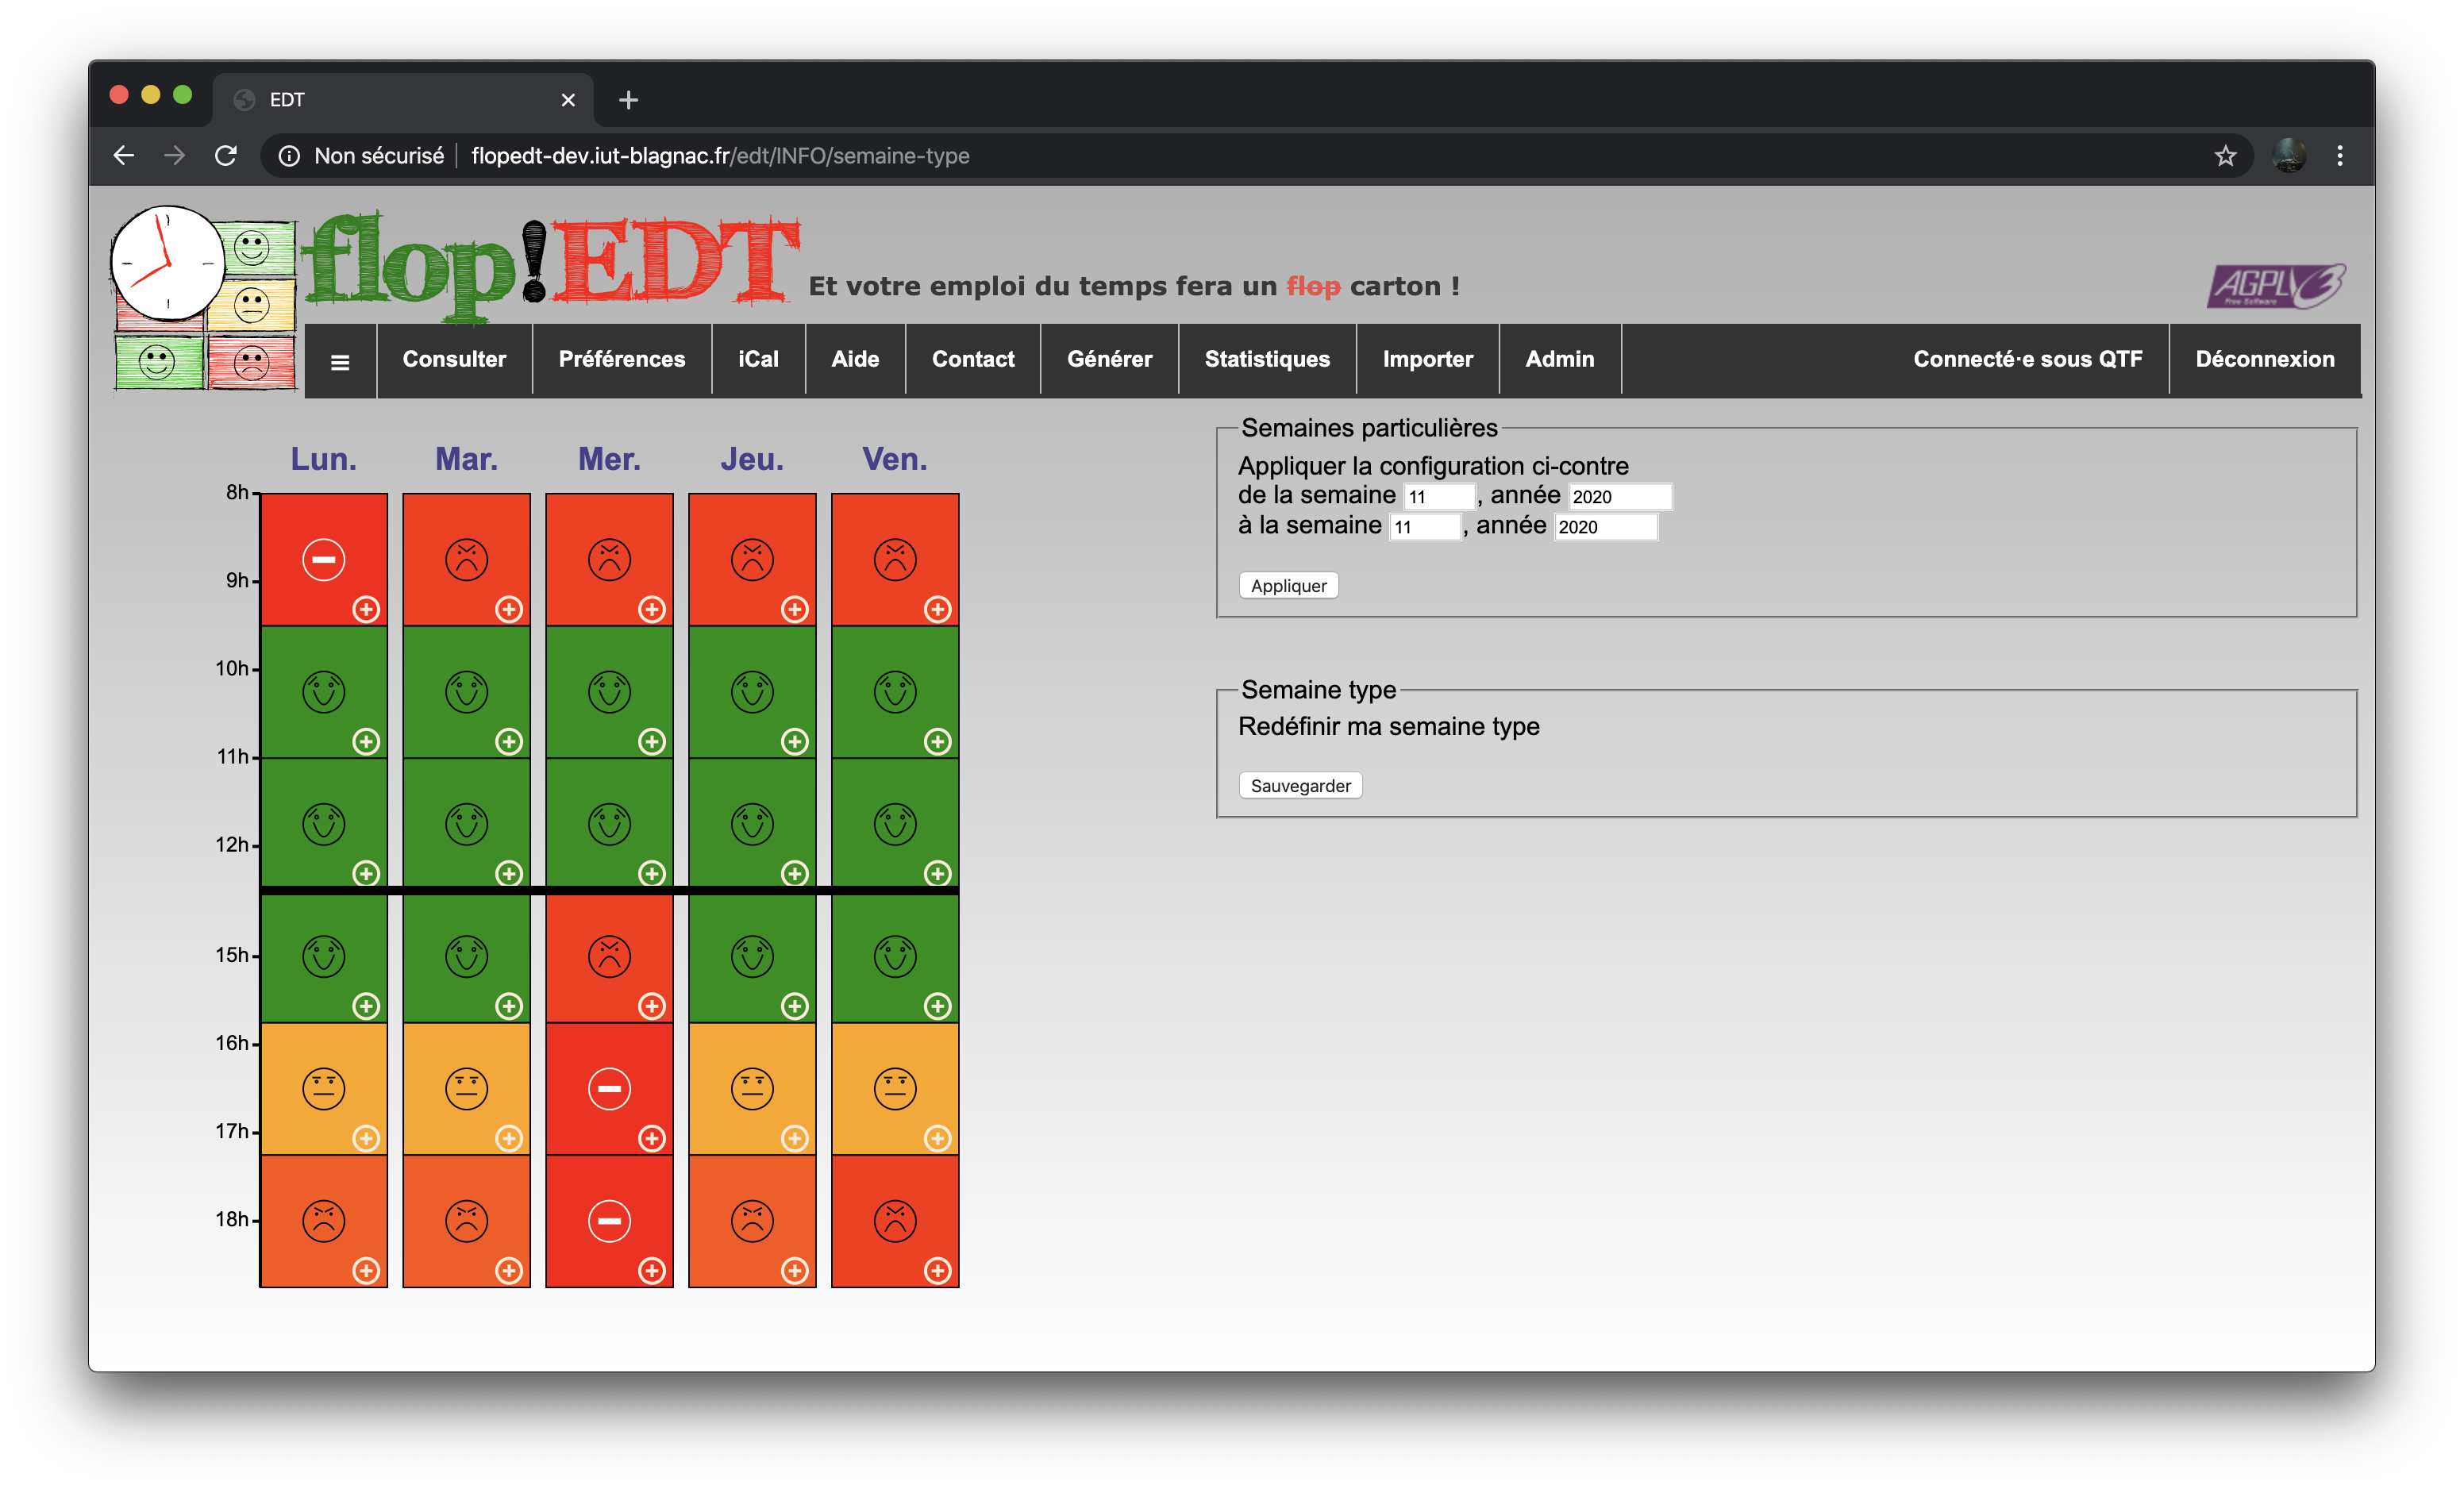 EDT
Non sécurisé flopedt-dev.iut-blagnac.fr/edt/INFO/semaine-type
flop!EDT Et votre emploi du temps fera un flop carton !
AGPL v3
Free Software
Consulter Préférences iCal Aide Contact Générer Statistiques Importer Admin Connecté·e sous QTF Déconnexion
Lun. Mar. Mer. Jeu. Ven.
8h
9h
10h
11h
12h
15h
16h
17h
18h
Semaines particulières
Appliquer la configuration ci-contre
de la semaine 11 , année 2020
à la semaine 11 , année 2020
Appliquer
Semaine type
Redéfinir ma semaine type
Sauvegarder